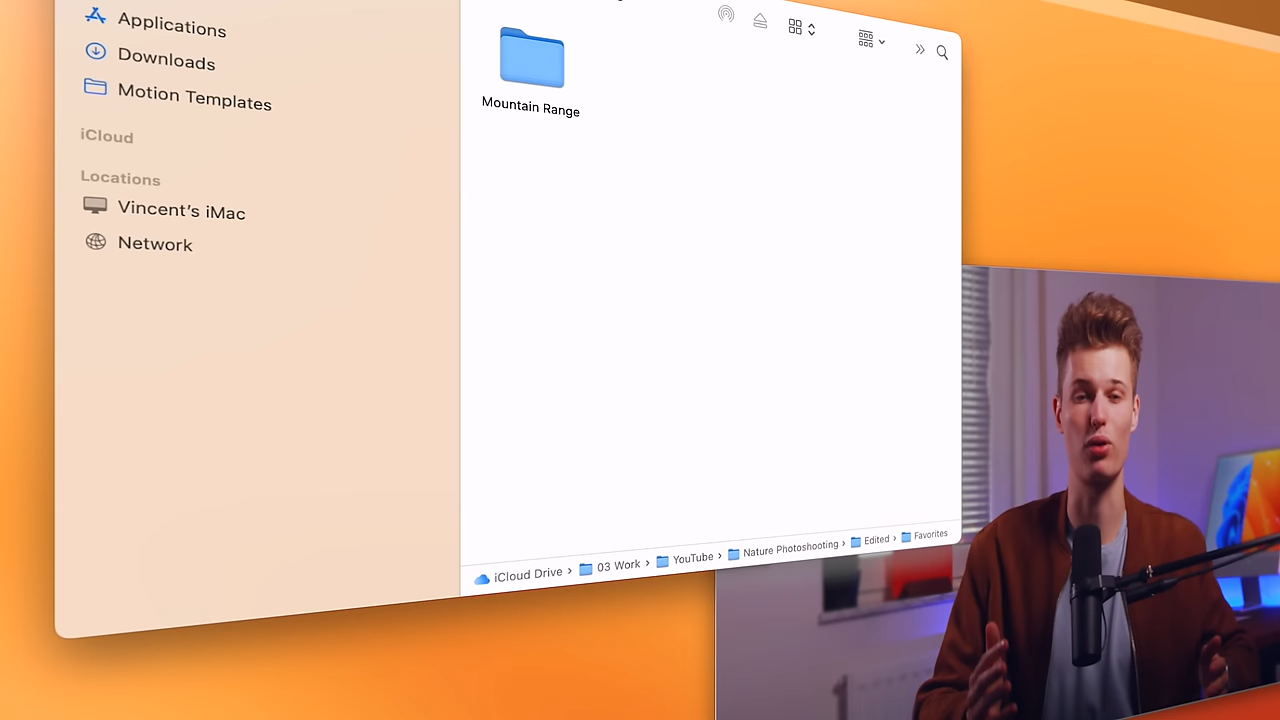 Applications
Downloads
Motion Templates
iCloud
Locations
Vincent's iMac
Network
Mountain Range
iCloud Drive › 03 Work › YouTube › Nature Photoshooting › Edited › Favorites